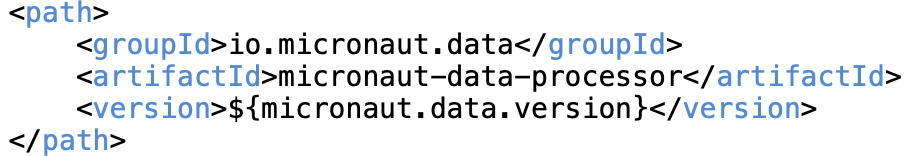 <path>
    <groupId>io.micronaut.data</groupId>
    <artifactId>micronaut-data-processor</artifactId>
    <version>${micronaut.data.version}</version>
</path>